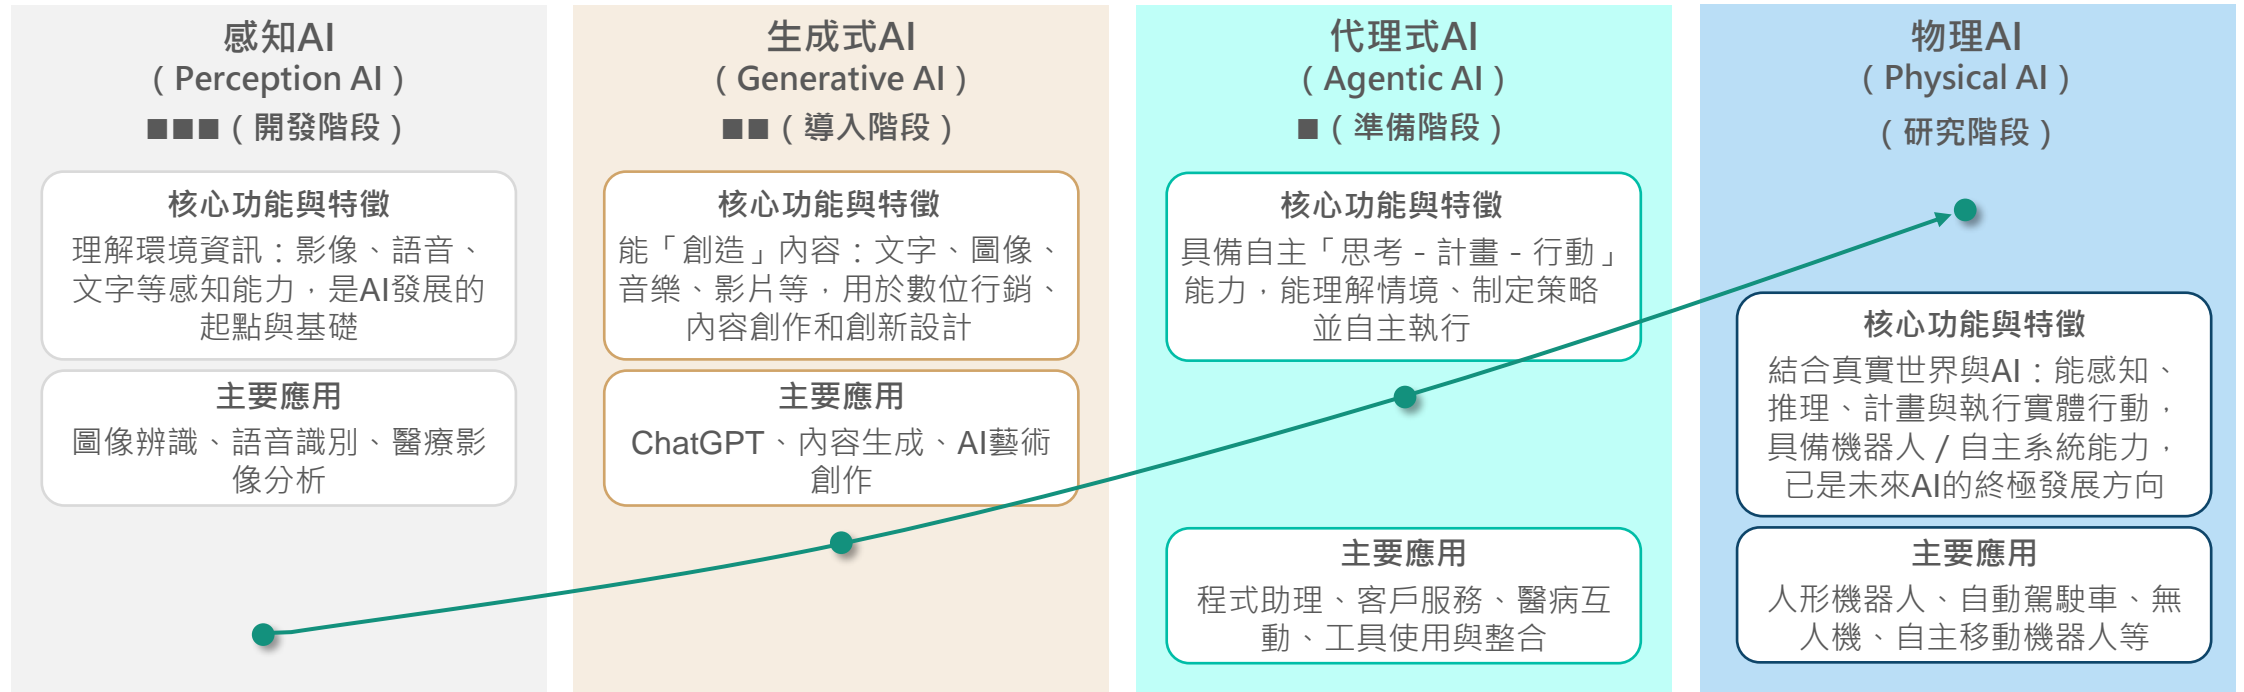 感知AI
（Perception AI）
■■■（開發階段）
核心功能與特徵
理解環境資訊：影像、語音、
文字等感知能力，是AI發展的
起點與基礎
主要應用
圖像辨識、語音識別、醫療影
像分析
生成式AI
（Generative AI）
■■（導入階段）
核心功能與特徵
能「創造」內容：文字、圖像、
音樂、影片等，用於數位行銷、
內容創作和創新設計
主要應用
ChatGPT、內容生成、AI藝術
創作
代理式AI
（Agentic AI）
■（準備階段）
核心功能與特徵
具備自主「思考－計畫－行動」
能力，能理解情境、制定策略
並自主執行
主要應用
程式助理、客戶服務、醫病互
動、工具使用與整合
物理AI
（Physical AI）
（研究階段）
核心功能與特徵
結合真實世界與AI：能感知、
推理、計畫與執行實體行動，
具備機器人 / 自主系統能力，
已是未來AI的終極發展方向
主要應用
人形機器人、自動駕駛車、無
人機、自主移動機器人等